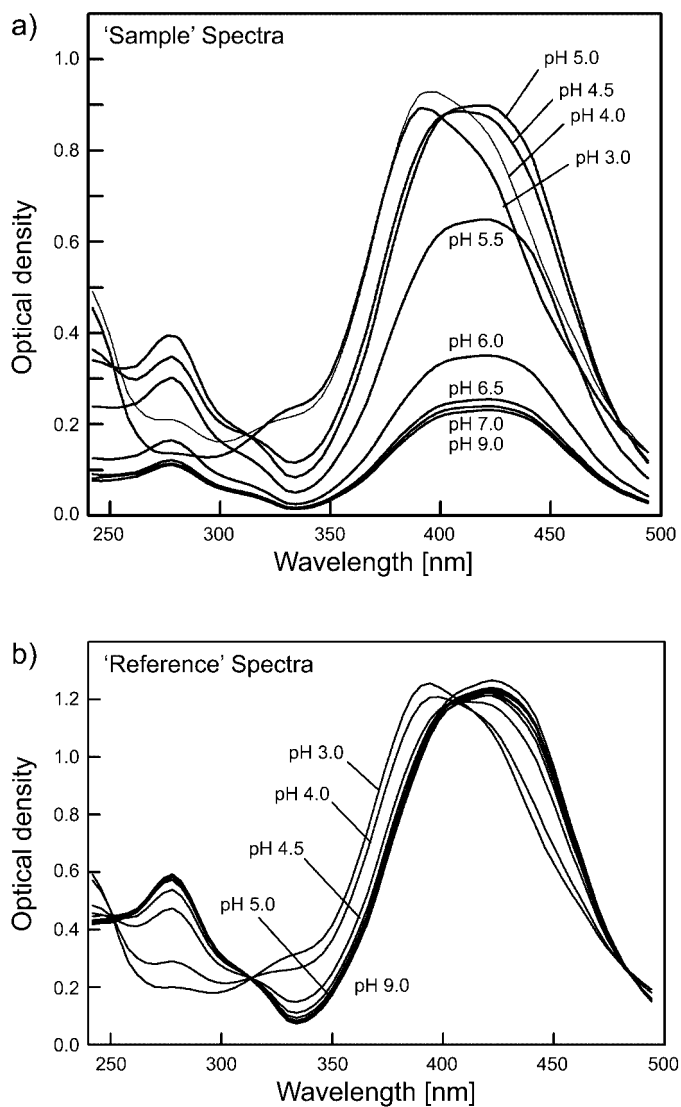 a)
'Sample' Spectra
1.0
0.8
0.6
0.4
0.2
0.0
Optical density
pH 5.0
pH 4.5
pH 4.0
pH 3.0
pH 5.5
pH 6.0
pH 6.5
pH 7.0
pH 9.0
250 300 350 400 450 500
Wavelength [nm]
b)
'Reference' Spectra
1.2
1.0
0.8
0.6
0.4
0.2
0.0
Optical density
pH 3.0
pH 4.0
pH 4.5
pH 5.0
pH 9.0
250 300 350 400 450 500
Wavelength [nm]